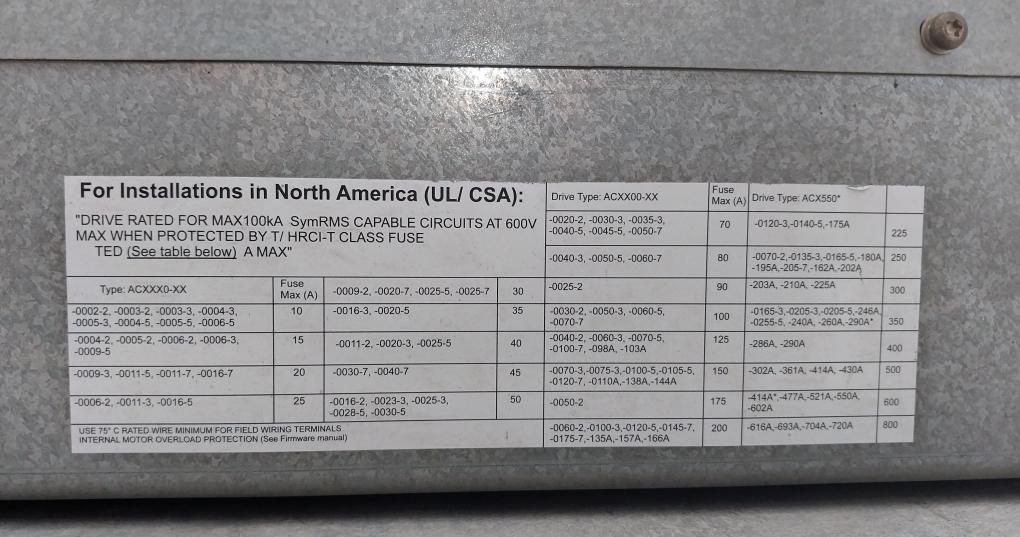 For Installations in North America (UL/ CSA):
"DRIVE RATED FOR MAX100kA SymRMS CAPABLE CIRCUITS AT 600V
MAX WHEN PROTECTED BY T/ HRCI-T CLASS FUSE
TED (See table below) A MAX"
Type: ACXXX0-XX
Fuse
Max (A)
-0009-2, -0020-7, -0025-5, -0025-7 30
-0002-2, -0003-2, -0003-3, -0004-3,
-0005-3, -0004-5, -0005-5, -0006-5
10
-0016-3, -0020-5 35
-0004-2, -0005-2, -0006-2, -0006-3,
-0009-5
15
-0011-2, -0020-3, -0025-5 40
-0009-3, -0011-5, -0011-7, -0016-7 20
-0030-7, -0040-7 45
-0006-2, -0011-3, -0016-5 25
-0016-2, -0023-3, -0025-3,
-0028-5, -0030-5
50
USE 75° C RATED WIRE MINIMUM FOR FIELD WIRING TERMINALS
INTERNAL MOTOR OVERLOAD PROTECTION (See Firmware manual)
Drive Type: ACXX00-XX
Fuse
Max (A)
Drive Type: ACX550*
-0020-2, -0030-3, -0035-3,
-0040-5, -0045-5, -0050-7
70
-0120-3,-0140-5,-175A
225
-0040-3, -0050-5, -0060-7 80
-0070-2,-0135-3,-0165-5,-180A,
-195A,-205-7,-162A,-202A
250
-0025-2 90
-203A, -210A, -225A 300
-0030-2, -0050-3, -0060-5,
-0070-7
100
-0165-3,-0205-3,-0205-5,-246A,
-0255-5, -240A, -260A,-290A*
350
-0040-2, -0060-3, -0070-5,
-0100-7, -098A, -103A
125
-286A, -290A 400
-0070-3,-0075-3,-0100-5,-0105-5,
-0120-7, -0110A,-138A,-144A
150
-302A, -361A, -414A, -430A 500
-0050-2 175
-414A*,-477A,-521A,-550A,
-602A
600
-0060-2,-0100-3,-0120-5,-0145-7,
-0175-7,-135A,-157A,-166A
200
-616A,-693A,-704A,-720A 800